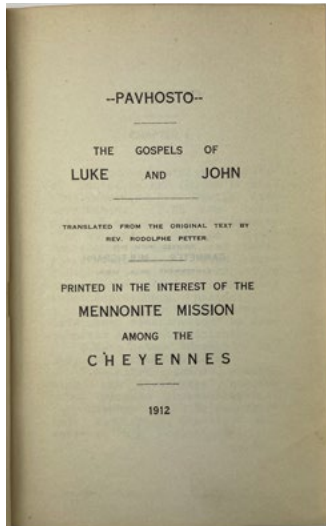 --PAVHOSTO--
THE GOSPELS OF
LUKE AND JOHN
TRANSLATED FROM THE ORIGINAL TEXT BY
REV. RODOLPHE PETTER.
PRINTED IN THE INTEREST OF THE
MENNONITE MISSION
AMONG THE
CHEYENNES
1912